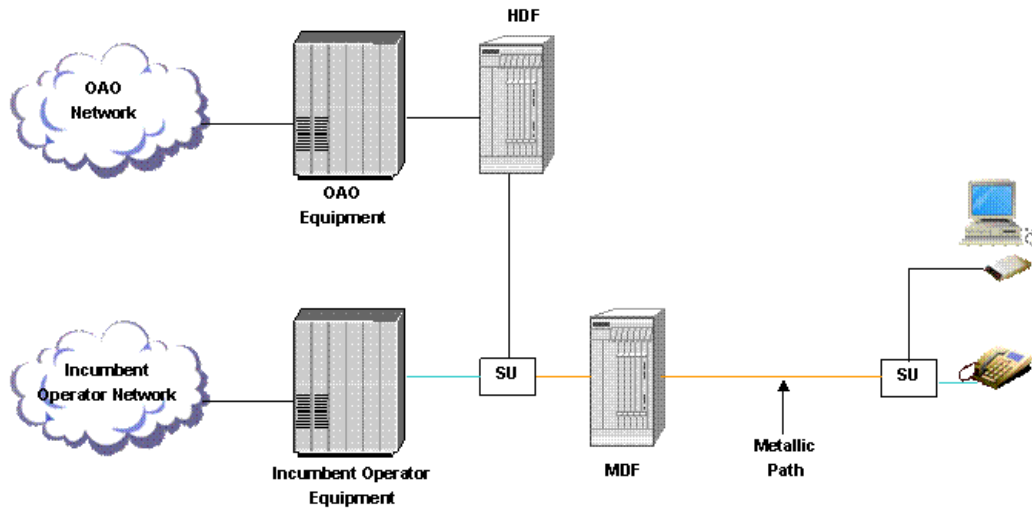 HDF
OAO
Network
OAO
Equipment
Incumbent
Operator Network
SU
SU
Incumbent Operator
Equipment
MDF
Metallic
Path